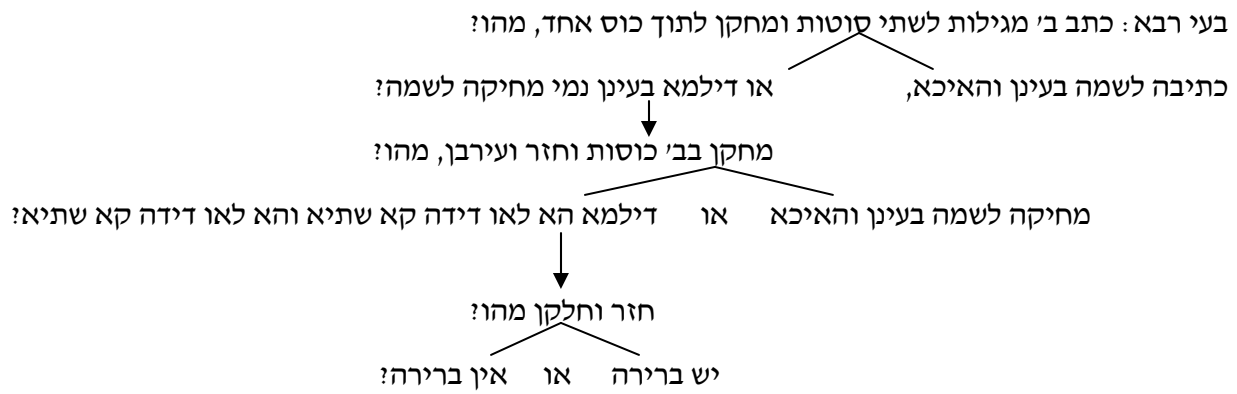 בעי רבא: כתב ב' מגילות לשתי סוטות ומחקן לתוך כוס אחד, מהו?
כתיבה לשמה בעינן והאיכא, או דילמא בעינן נמי מחיקה לשמה?
מחקן בב' כוסות וחזר ועירבן, מהו?
מחיקה לשמה בעינן והאיכא או דילמא הא לאו דידה קא שתיא והא לאו דידה קא שתיא?
חזר וחלקן מהו?
יש ברירה או אין ברירה?